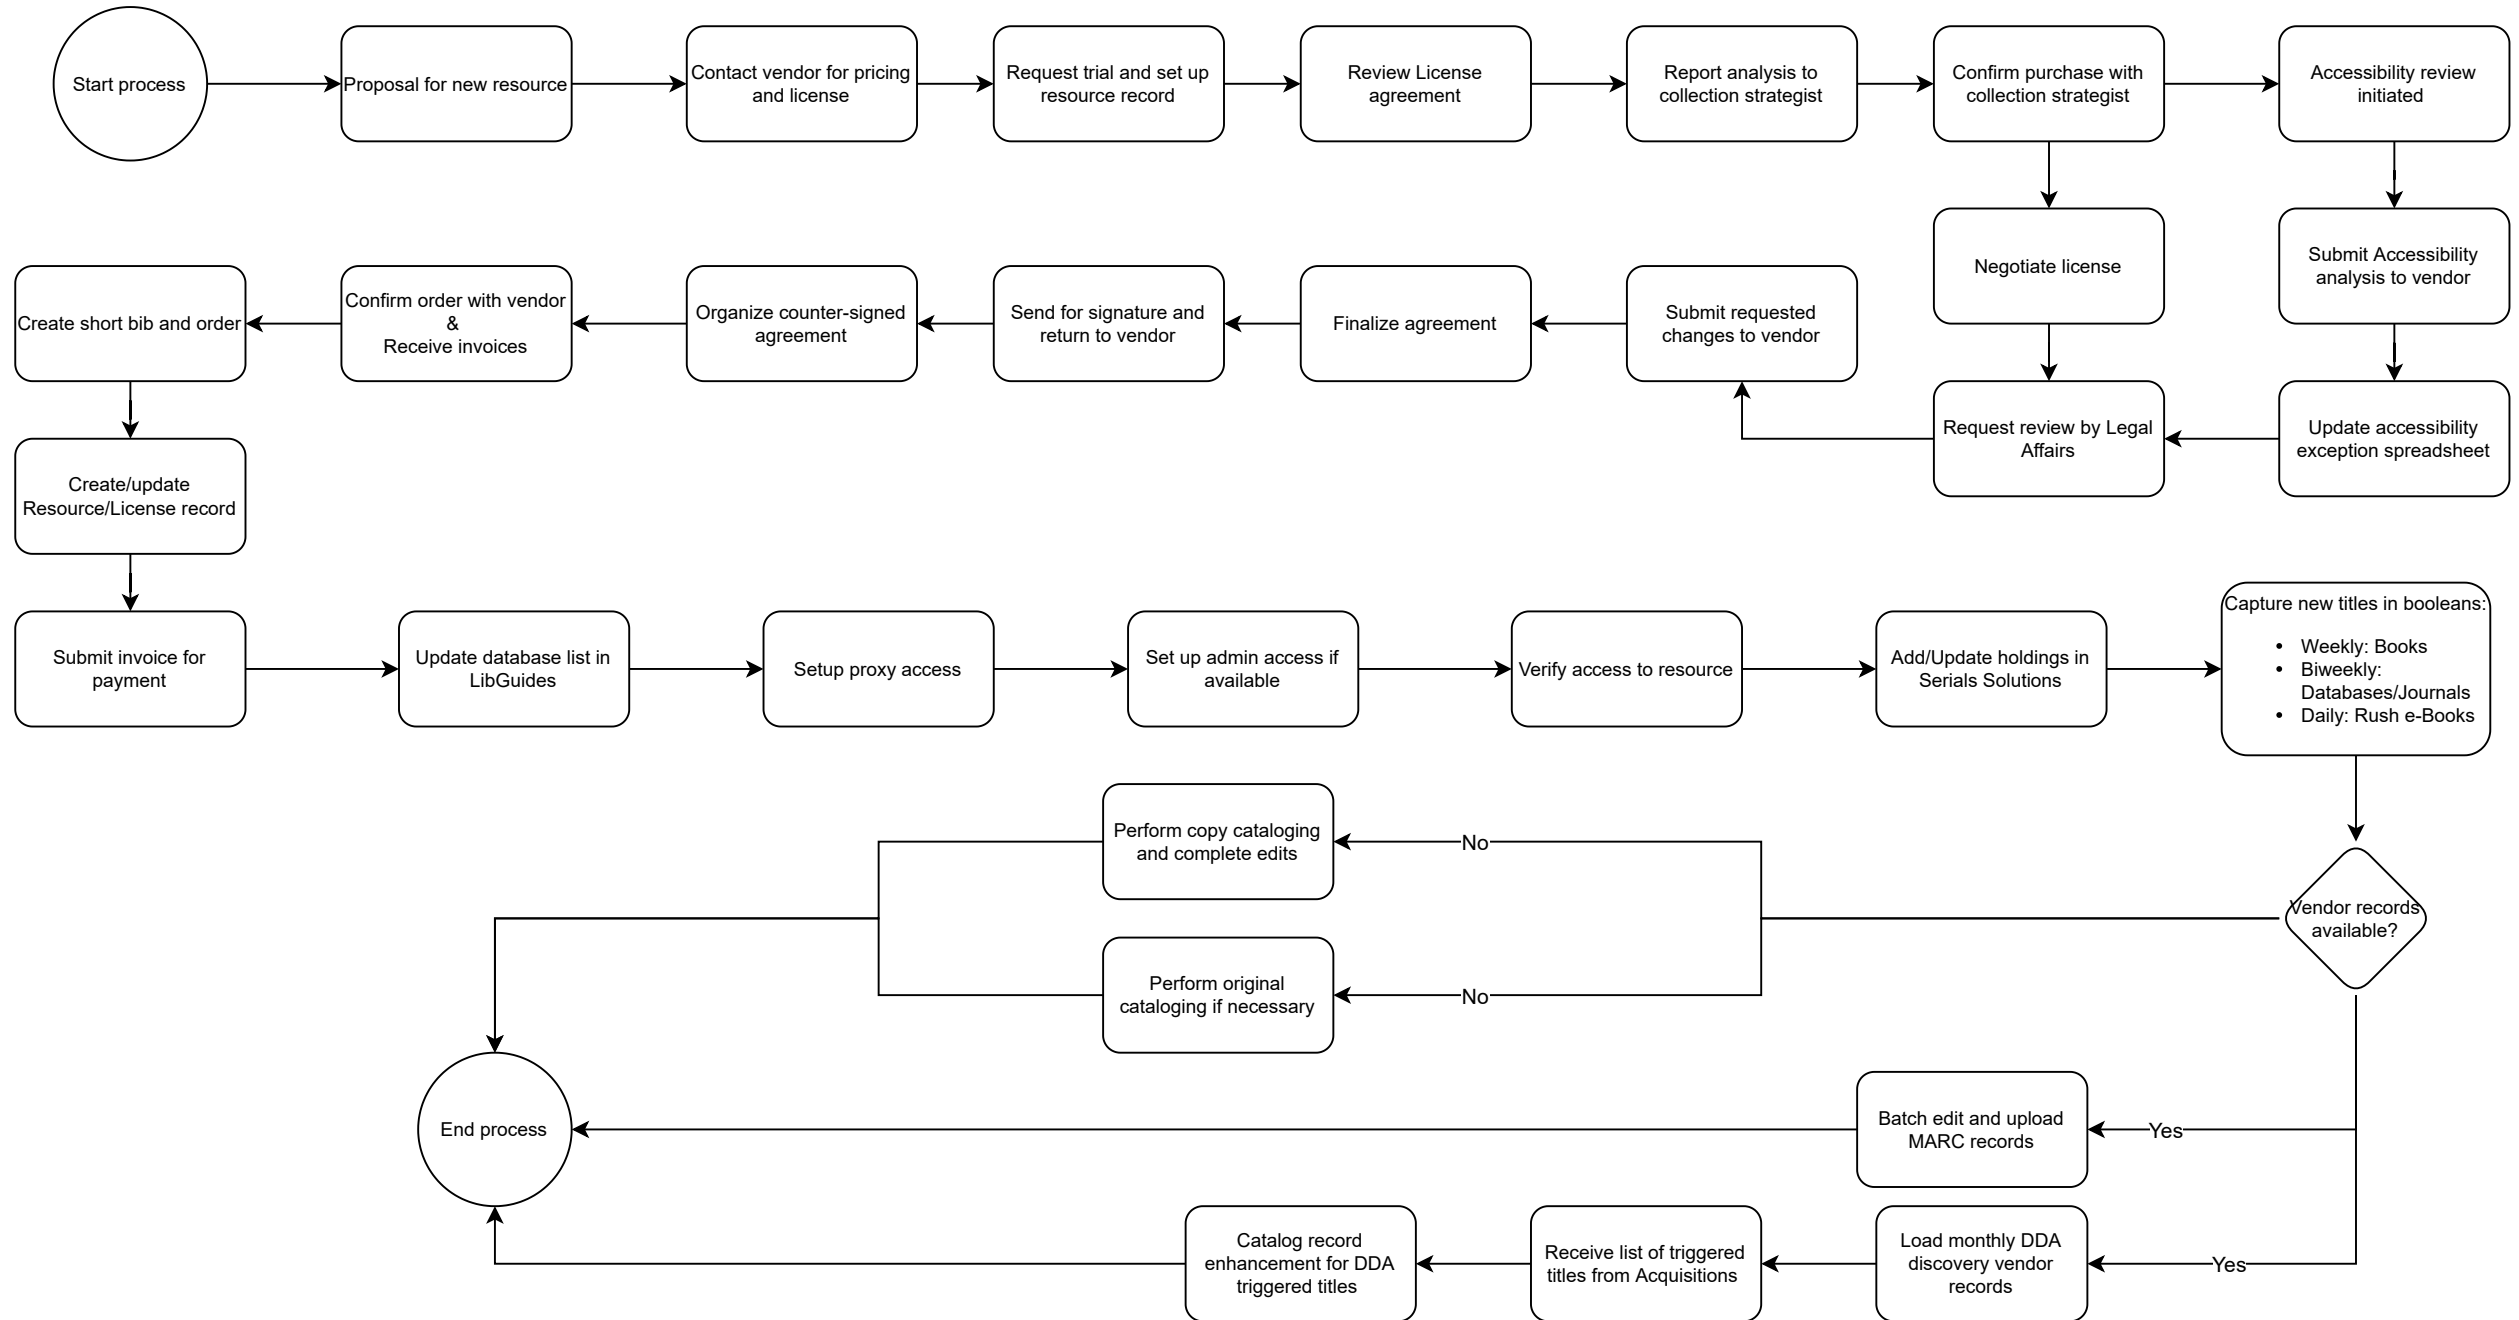 Start process
Proposal for new resource
Contact vendor for pricing
and license
Request trial and set up
resource record
Review License
agreement
Report analysis to
collection strategist
Confirm purchase with
collection strategist
Accessibility review
initiated
Create short bib and order
Confirm order with vendor
&
Receive invoices
Organize counter-signed
agreement
Send for signature and
return to vendor
Finalize agreement
Submit requested
changes to vendor
Negotiate license
Submit Accessibility
analysis to vendor
Create/update
Resource/License record
Request review by Legal
Affairs
Update accessibility
exception spreadsheet
Submit invoice for
payment
Update database list in
LibGuides
Setup proxy access
Set up admin access if
available
Verify access to resource
Add/Update holdings in
Serials Solutions
Capture new titles in booleans:
• Weekly: Books
• Biweekly:
Databases/Journals
• Daily: Rush e-Books
Perform copy cataloging
and complete edits
No
Vendor records
available?
Perform original
cataloging if necessary
No
End process
Batch edit and upload
MARC records
Yes
Catalog record
enhancement for DDA
triggered titles
Receive list of triggered
titles from Acquisitions
Load monthly DDA
discovery vendor
records
Yes